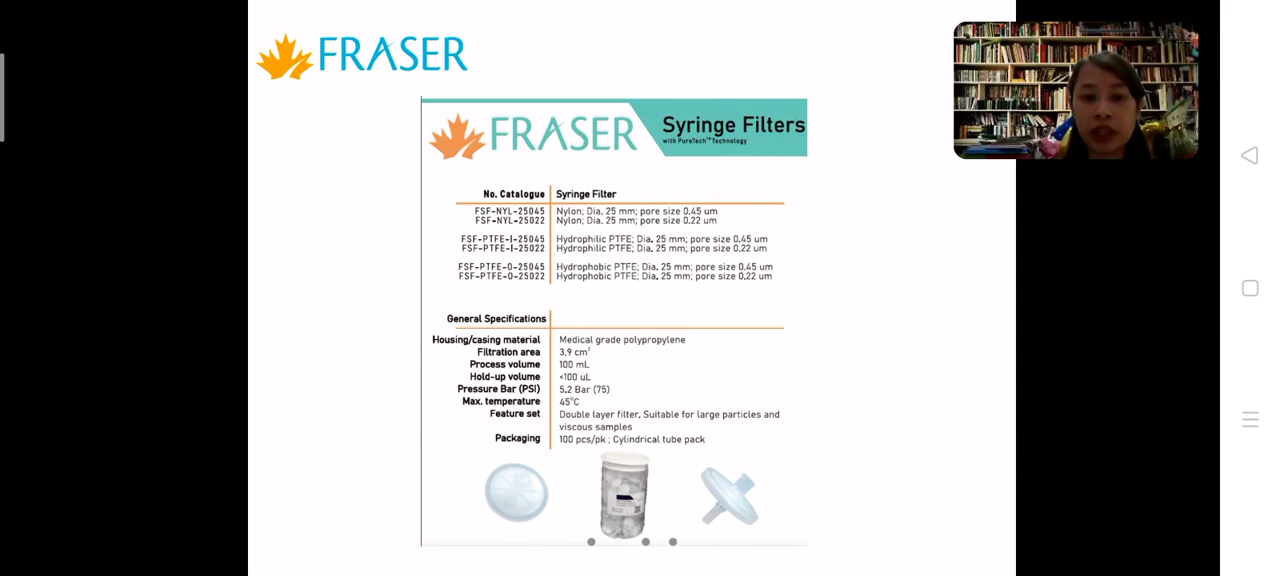 FRASER
FRASER
Syringe Filters
with PureTech™ Technology
No. Catalogue Syringe Filter
FSF-NYL-25045 Nylon; Dia. 25 mm; pore size 0.45 um
FSF-NYL-25022 Nylon; Dia. 25 mm; pore size 0.22 um
FSF-PTFE-I-25045 Hydrophilic PTFE; Dia. 25 mm; pore size 0.45 um
FSF-PTFE-I-25022 Hydrophilic PTFE; Dia. 25 mm; pore size 0.22 um
FSF-PTFE-O-25045 Hydrophobic PTFE; Dia. 25 mm; pore size 0.45 um
FSF-PTFE-O-25022 Hydrophobic PTFE; Dia. 25 mm; pore size 0.22 um
General Specifications
Housing/casing material Medical grade polypropylene
Filtration area 3.9 cm²
Process volume 100 mL
Hold-up volume <100 uL
Pressure Bar (PSI) 5.2 Bar (75)
Max. temperature 45°C
Feature set Double layer filter. Suitable for large particles and
viscous samples
Packaging 100 pcs/pk ; Cylindrical tube pack